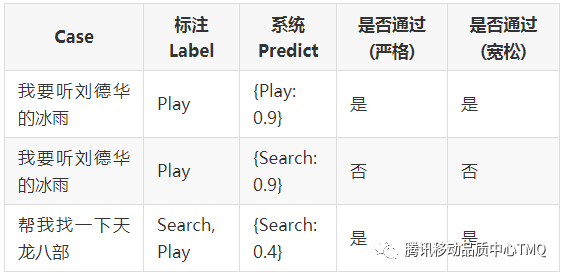 Case 标注 Label 系统 Predict 是否通过 (严格) 是否通过 (宽松)
我要听刘德华的冰雨 Play {Play: 0.9} 是 是
我要听刘德华的冰雨 Play {Search: 0.9} 否 否
帮我找一下天龙八部 Search, Play {Search: 0.4} 是 是
腾讯移动品质中心TMQ